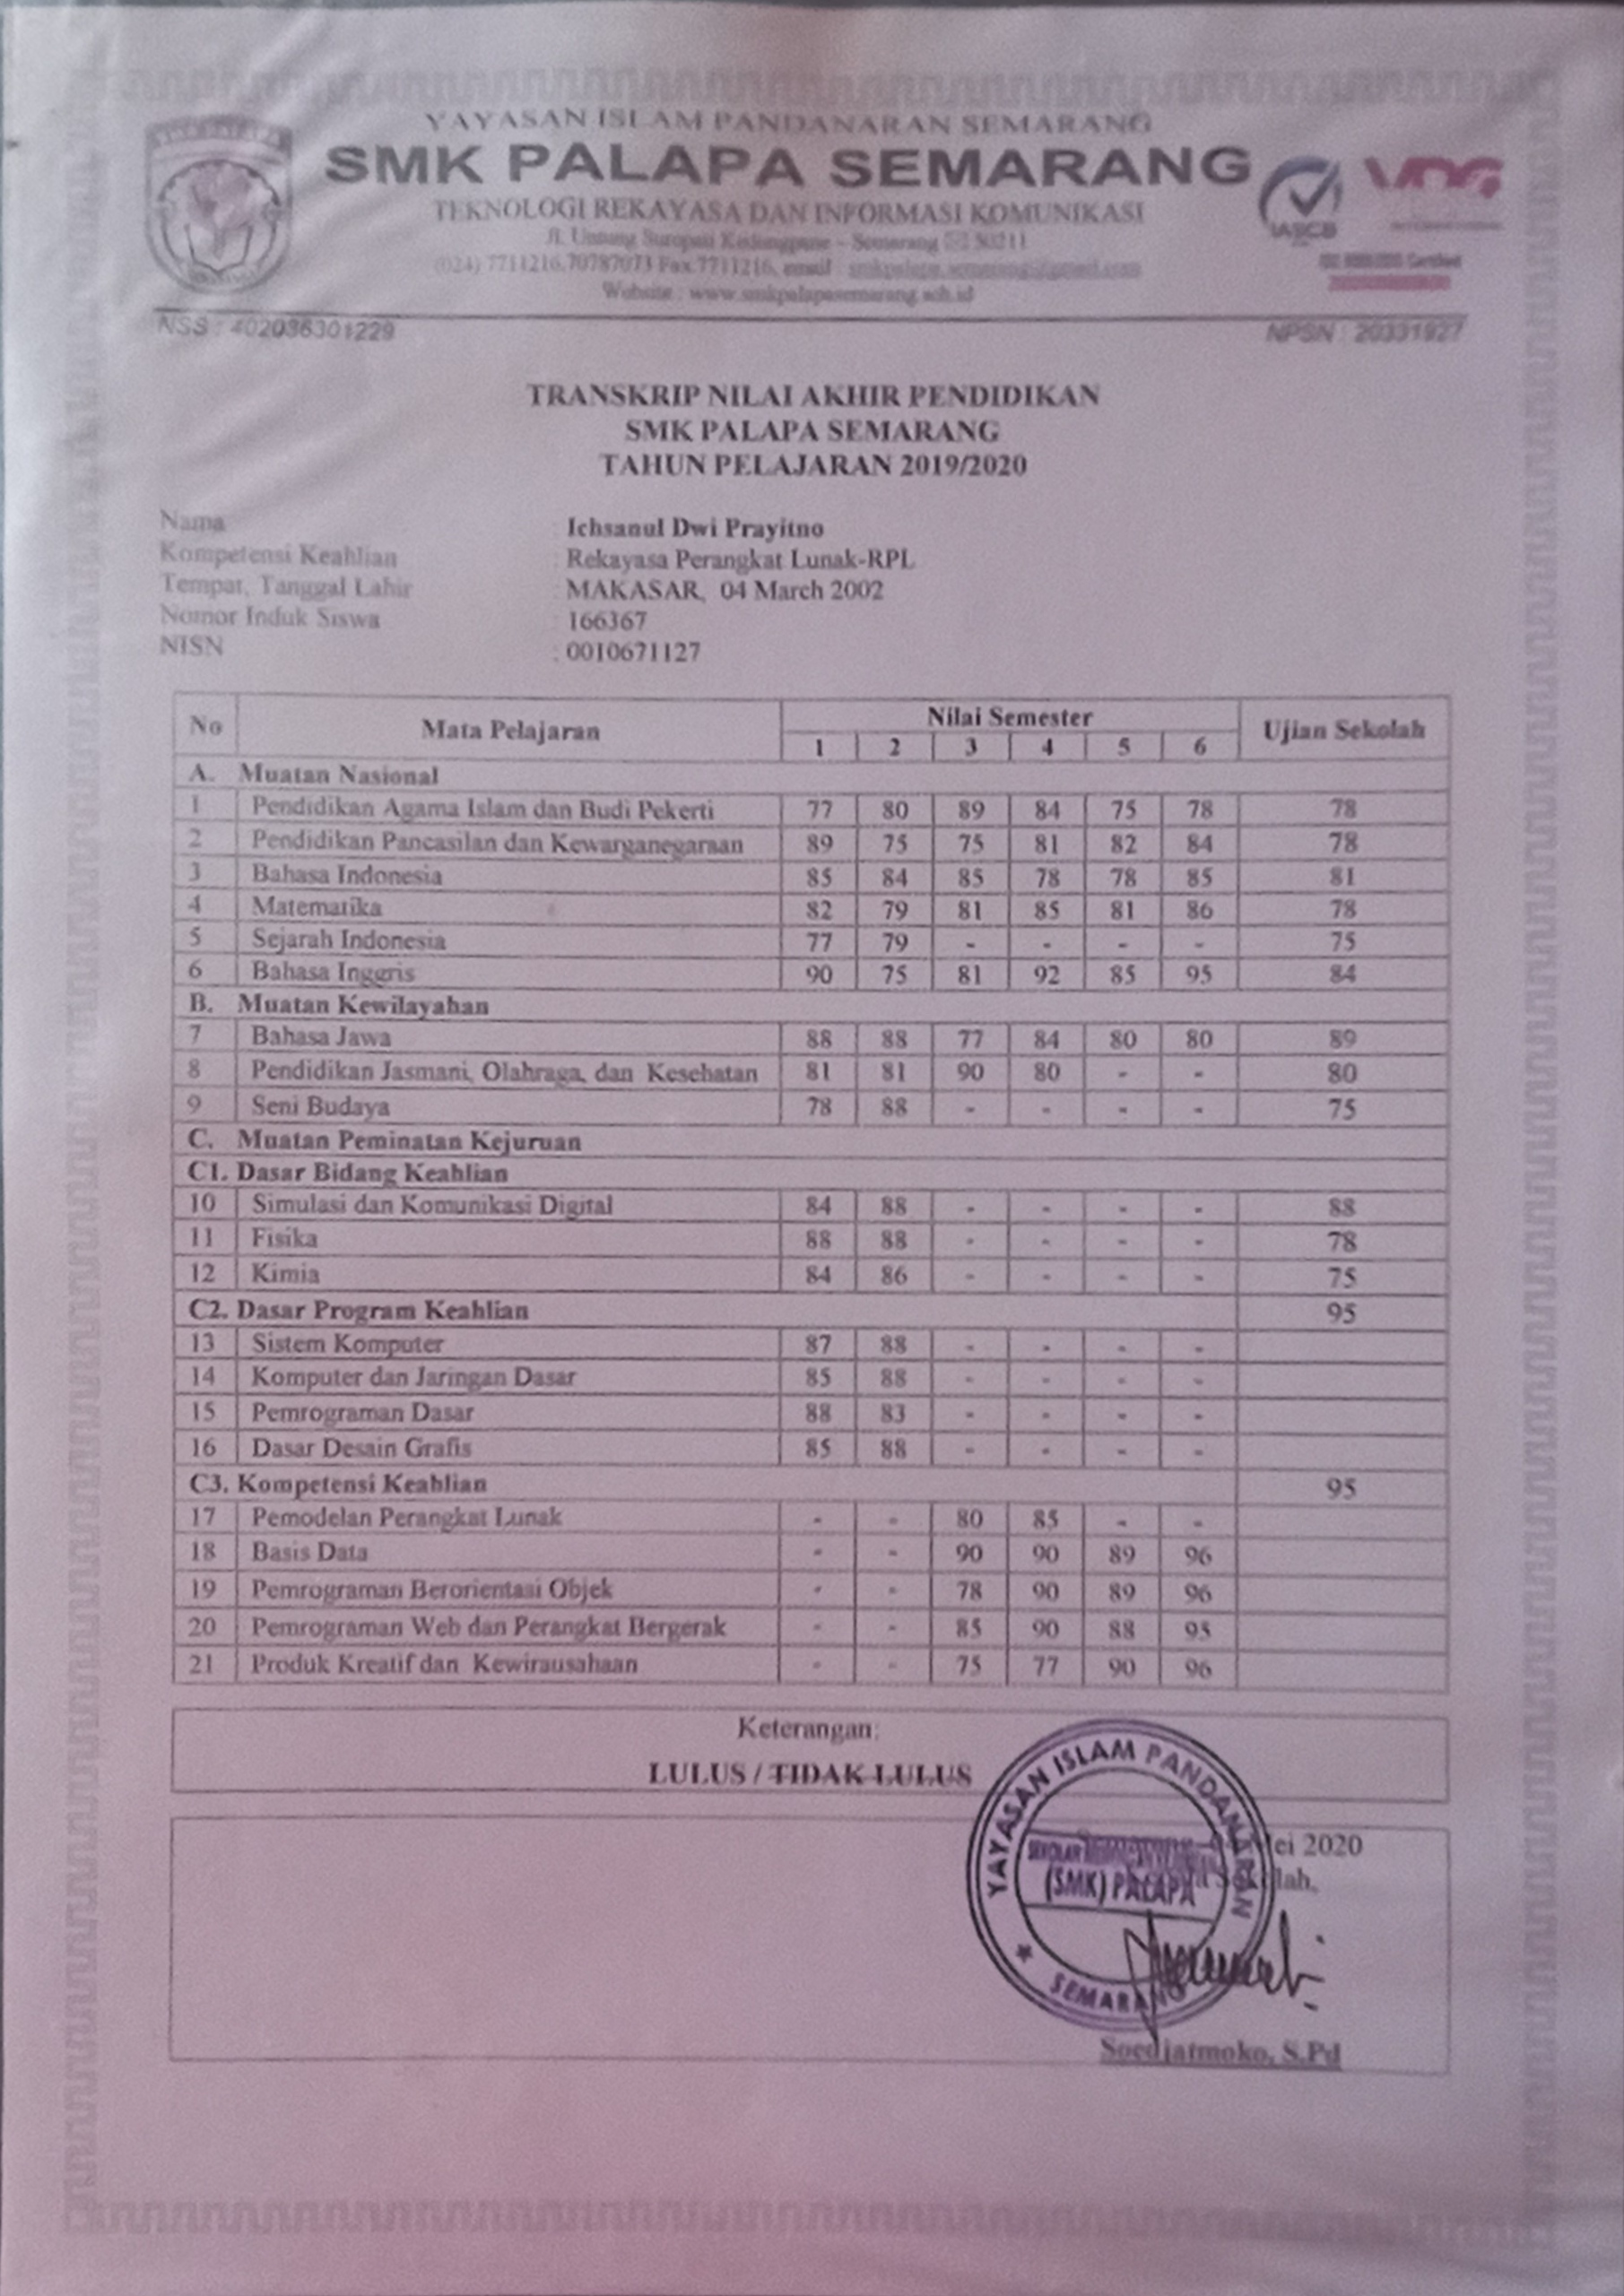 YAYASAN ISLAM PANDANARAN SEMARANG
SMK PALAPA SEMARANG
TEKNOLOGI REKAYASA DAN INFORMASI KOMUNIKASI
Jl. Untung Suropati Kedungpane - Semarang 50211
(024) 7711216,70787073 Fax.7711216, email : smkpalapa.semarang@gmail.com
Website : www.smkpalapasemarang.sch.id
IASCB
VDG
NSS : 402036301229 NPSN : 20331927
TRANSKRIP NILAI AKHIR PENDIDIKAN
SMK PALAPA SEMARANG
TAHUN PELAJARAN 2019/2020
Nama : Ichsanul Dwi Prayitno
Kompetensi Keahlian : Rekayasa Perangkat Lunak-RPL
Tempat, Tanggal Lahir : MAKASAR, 04 March 2002
Nomor Induk Siswa : 166367
NISN : 0010671127
No Mata Pelajaran Nilai Semester Ujian Sekolah
1 2 3 4 5 6
A. Muatan Nasional
1 Pendidikan Agama Islam dan Budi Pekerti 77 80 89 84 75 78 78
2 Pendidikan Pancasilan dan Kewarganegaraan 89 75 75 81 82 84 78
3 Bahasa Indonesia 85 84 85 78 78 85 81
4 Matematika 82 79 81 85 81 86 78
5 Sejarah Indonesia 77 79 - - - - 75
6 Bahasa Inggris 90 75 81 92 85 95 84
B. Muatan Kewilayahan
7 Bahasa Jawa 88 88 77 84 80 80 89
8 Pendidikan Jasmani, Olahraga, dan Kesehatan 81 81 90 80 - - 80
9 Seni Budaya 78 88 - - - - 75
C. Muatan Peminatan Kejuruan
C1. Dasar Bidang Keahlian
10 Simulasi dan Komunikasi Digital 84 88 - - - - 88
11 Fisika 88 88 - - - - 78
12 Kimia 84 86 - - - - 75
C2. Dasar Program Keahlian 95
13 Sistem Komputer 87 88 - - - -
14 Komputer dan Jaringan Dasar 85 88 - - - -
15 Pemrograman Dasar 88 83 - - - -
16 Dasar Desain Grafis 85 88 - - - -
C3. Kompetensi Keahlian 95
17 Pemodelan Perangkat Lunak - - 80 85 - -
18 Basis Data - - 90 90 89 96
19 Pemrograman Berorientasi Objek - - 78 90 89 96
20 Pemrograman Web dan Perangkat Bergerak - - 85 90 88 95
21 Produk Kreatif dan Kewirausahaan - - 75 77 90 96
Keterangan:
LULUS / TIDAK LULUS
Mei 2020
Sekolah,
YAYASAN ISLAM PANDANARAN
(SMK) PALAPA
SEMARANG
Soedjatmoko, S.Pd